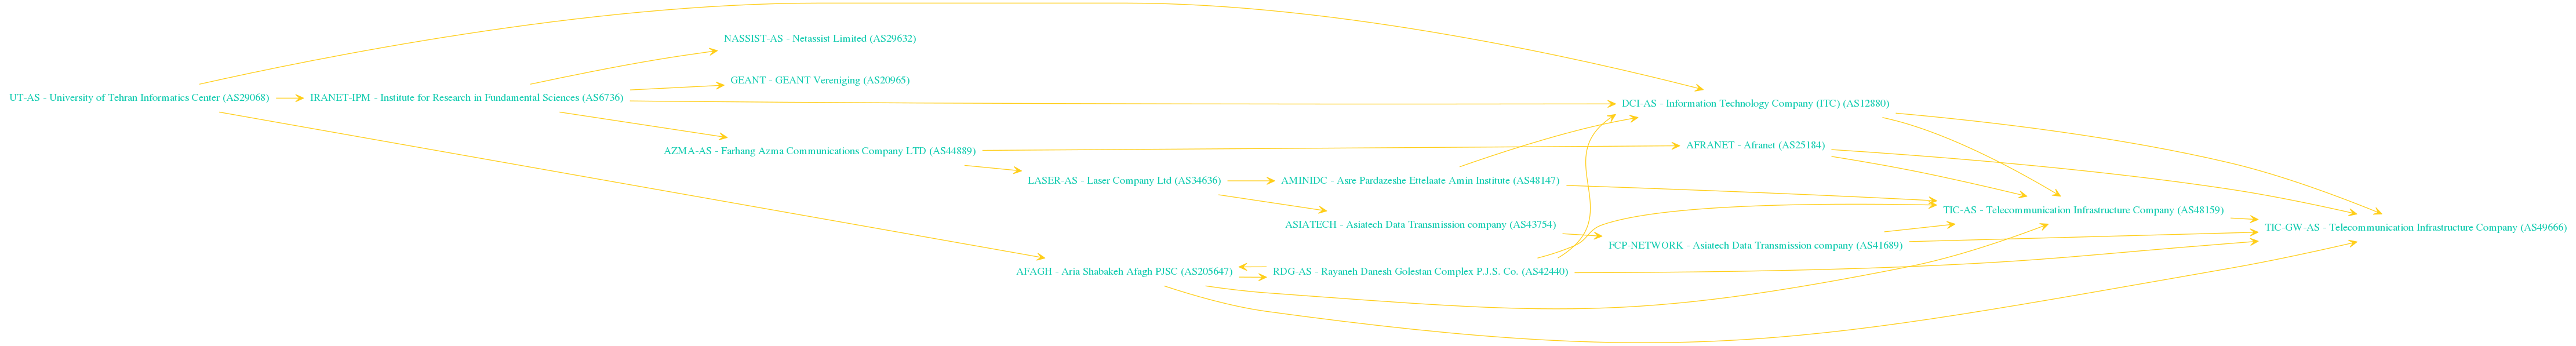 NASSIST-AS - Netassist Limited (AS29632)
GEANT - GEANT Vereniging (AS20965)
UT-AS - University of Tehran Informatics Center (AS29068)
IRANET-IPM - Institute for Research in Fundamental Sciences (AS6736)
DCI-AS - Information Technology Company (ITC) (AS12880)
AZMA-AS - Farhang Azma Communications Company LTD (AS44889)
AFRANET - Afranet (AS25184)
LASER-AS - Laser Company Ltd (AS34636)
AMINIDC - Asre Pardazeshe Ettelaate Amin Institute (AS48147)
TIC-AS - Telecommunication Infrastructure Company (AS48159)
ASIATECH - Asiatech Data Transmission company (AS43754)
TIC-GW-AS - Telecommunication Infrastructure Company (AS49666)
FCP-NETWORK - Asiatech Data Transmission company (AS41689)
AFAGH - Aria Shabakeh Afagh PJSC (AS205647)
RDG-AS - Rayaneh Danesh Golestan Complex P.J.S. Co. (AS42440)